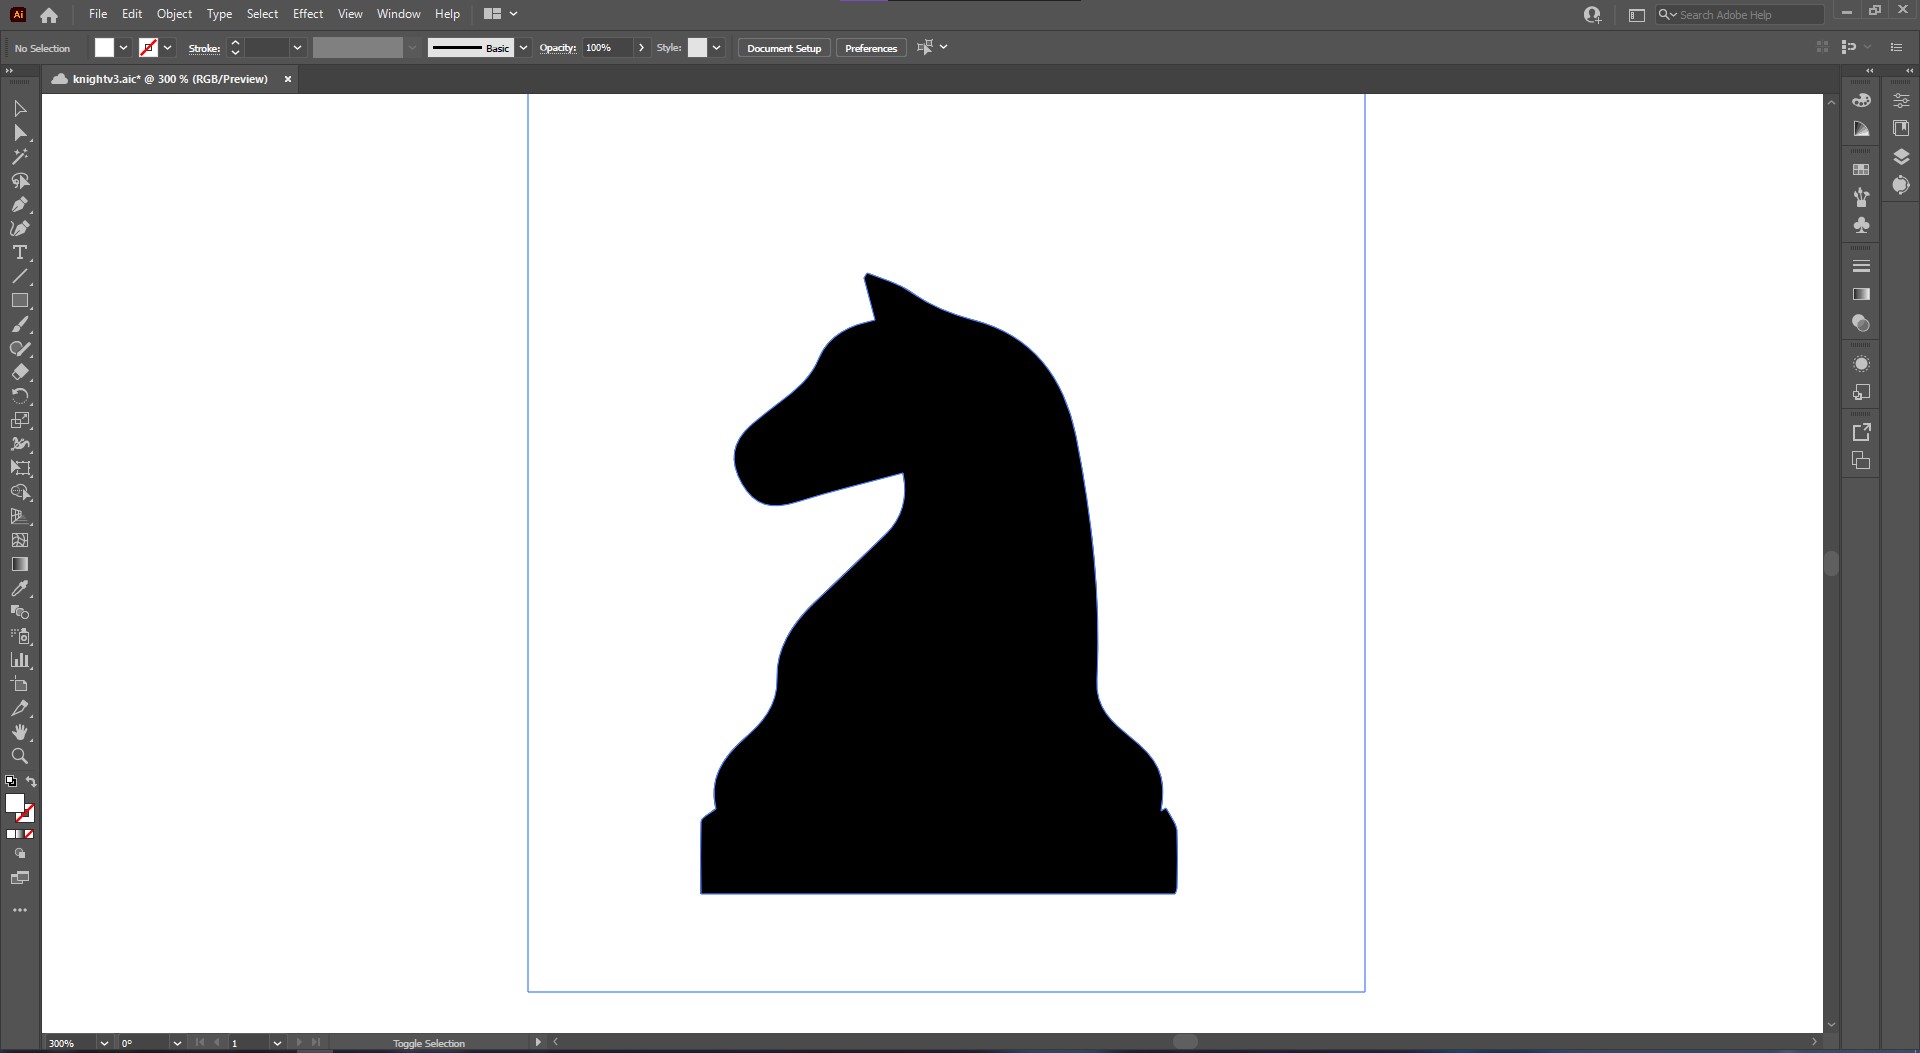 Ai File Edit Object Type Select Effect View Window Help Search Adobe Help
No Selection Stroke: Basic Opacity: 100% Style: Document Setup Preferences
knightv3.aic* @ 300 % (RGB/Preview)
300% 0° 1 Toggle Selection